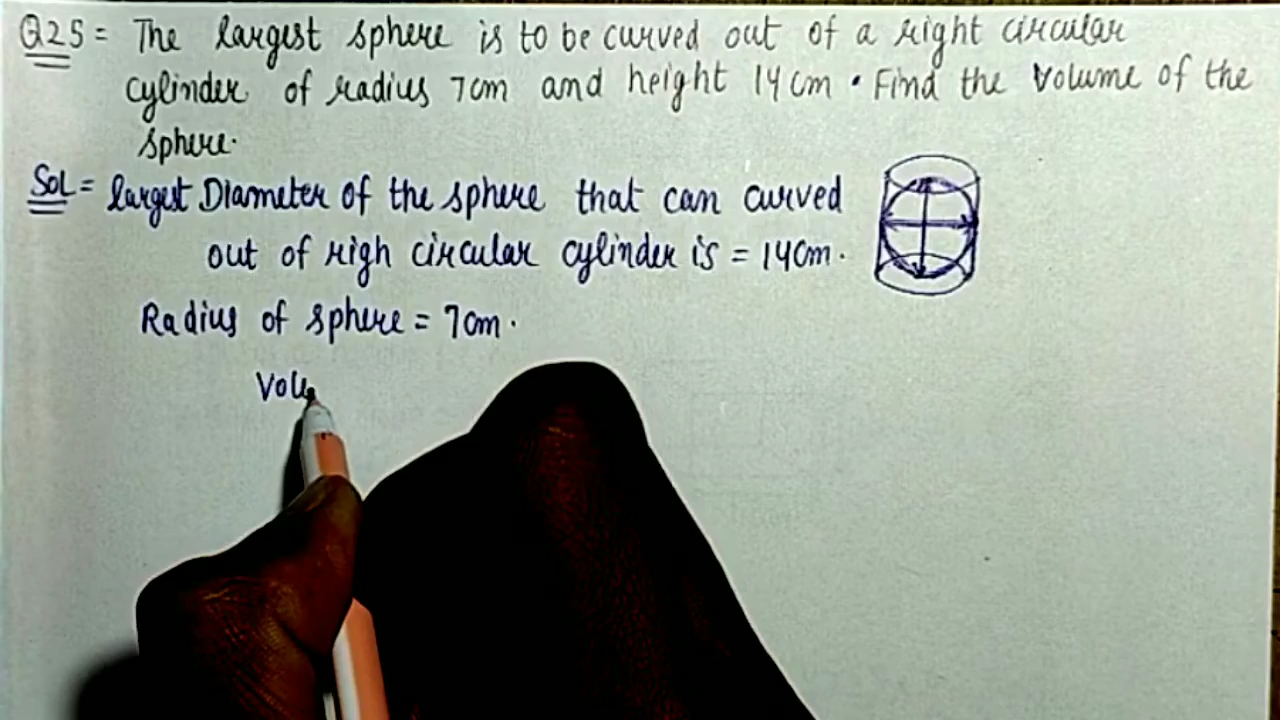 Q25 = The largest sphere is to be curved out of a right circular
cylinder of radius 7cm and height 14cm. Find the volume of the
sphere.
SOL = largest Diameter of the sphere that can curved
out of righ circular cylinder is = 14cm.
Radius of sphere = 7cm.
Volu